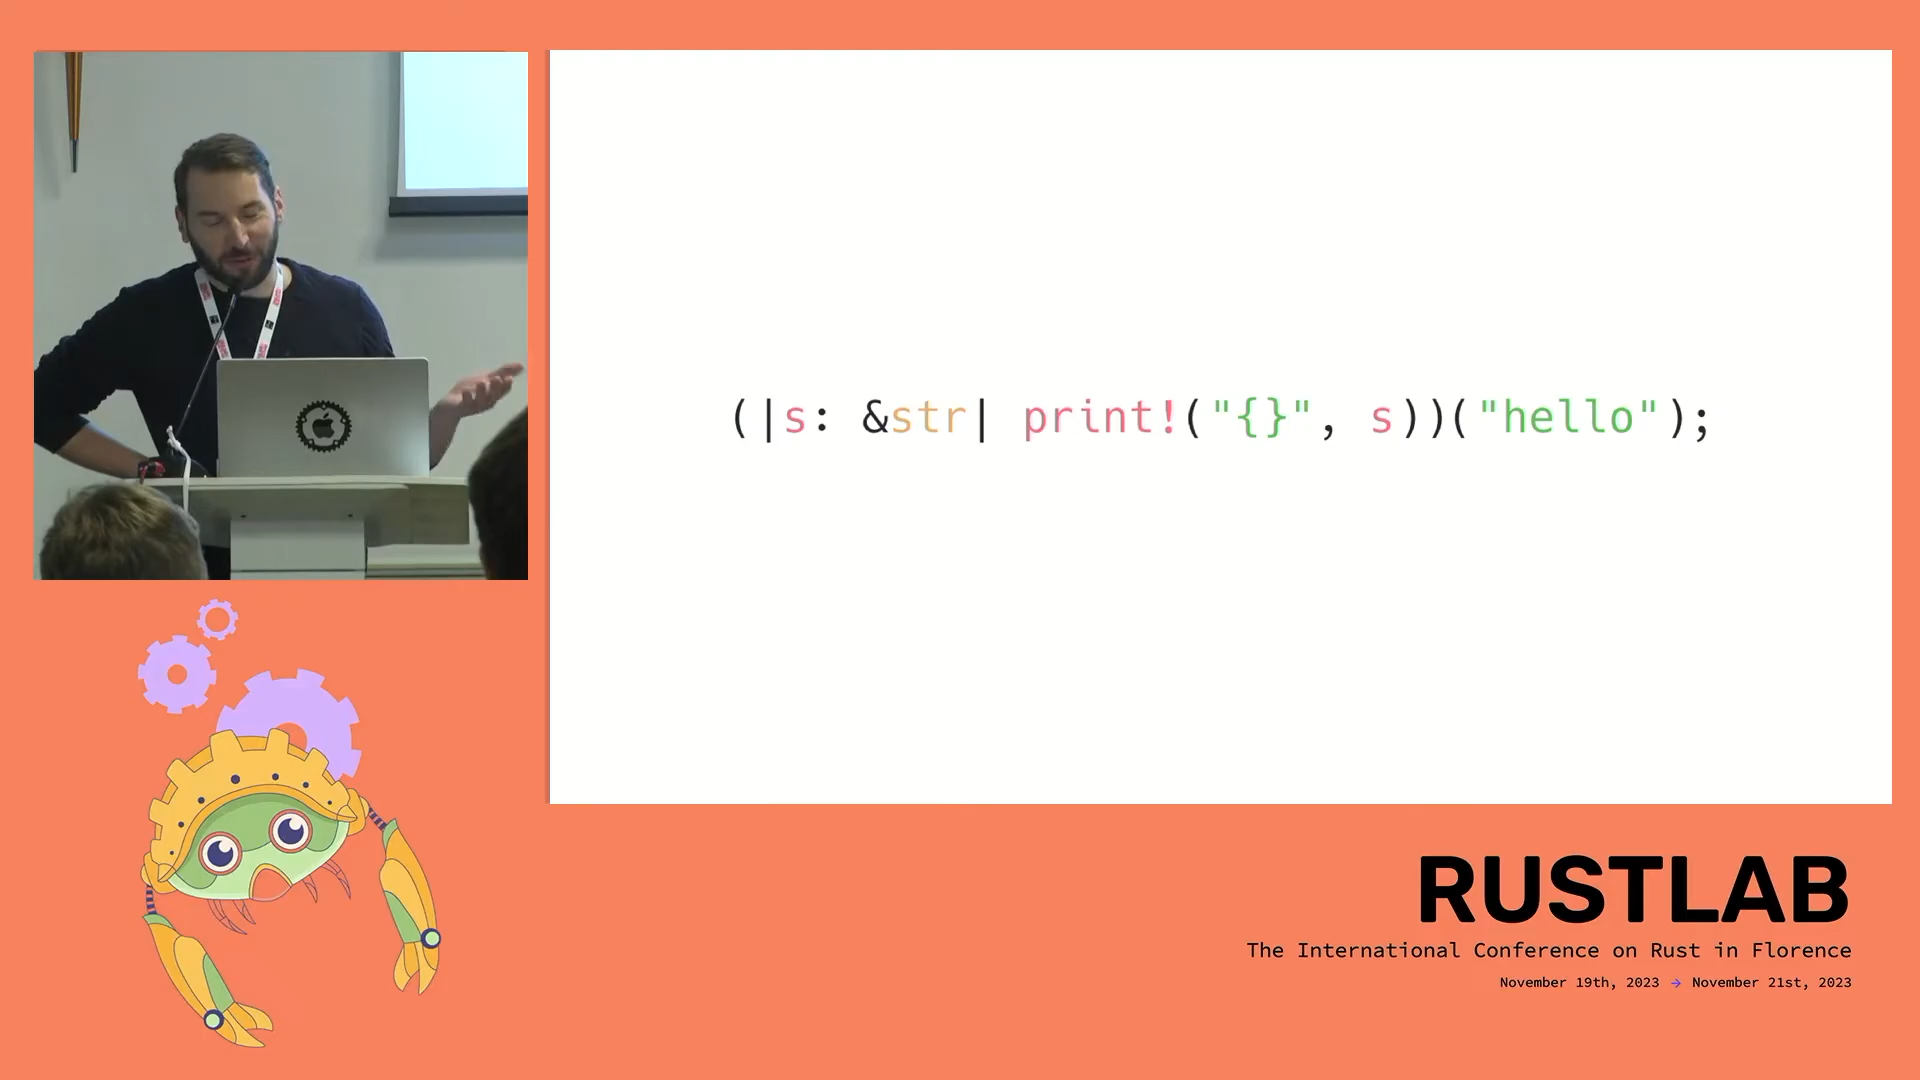 (|s: &str| print!("{}", s))("hello");
RUSTLAB
The International Conference on Rust in Florence
November 19th, 2023 → November 21st, 2023